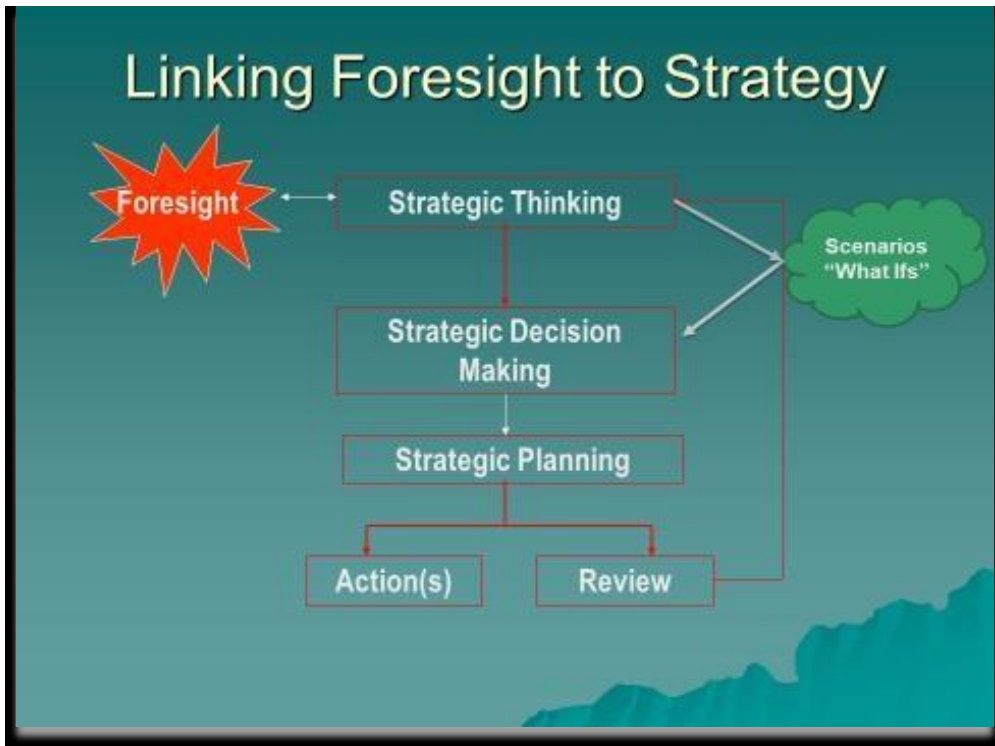 Linking Foresight to Strategy
Foresight
Strategic Thinking
Scenarios
“What Ifs”
Strategic Decision
Making
Strategic Planning
Action(s)
Review